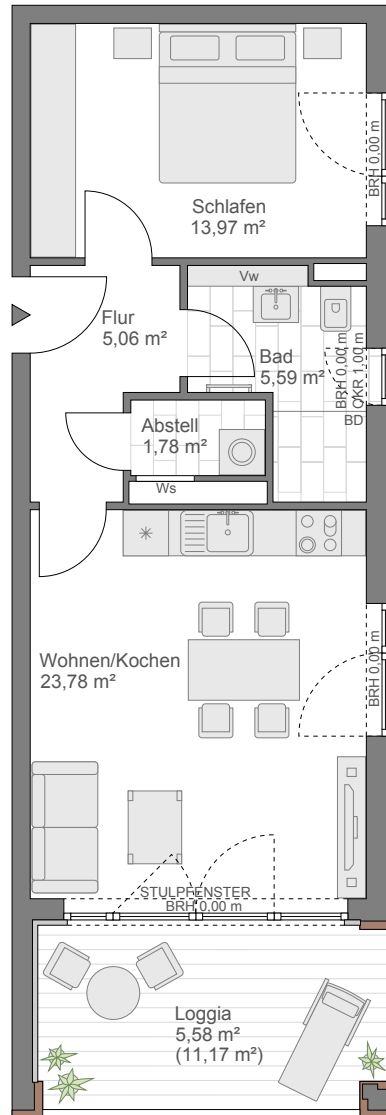 BRH 0,00 m
Schlafen
13,97 m²
Vw
Flur
5,06 m²
Bad
5,59 m²
BRH 0,00 m
OKR 1,00 m
BD
Abstell
1,78 m²
Ws
Wohnen/Kochen
23,78 m²
BRH 0,00 m
STULPFENSTER
BRH 0,00 m
Loggia
5,58 m²
(11,17 m²)